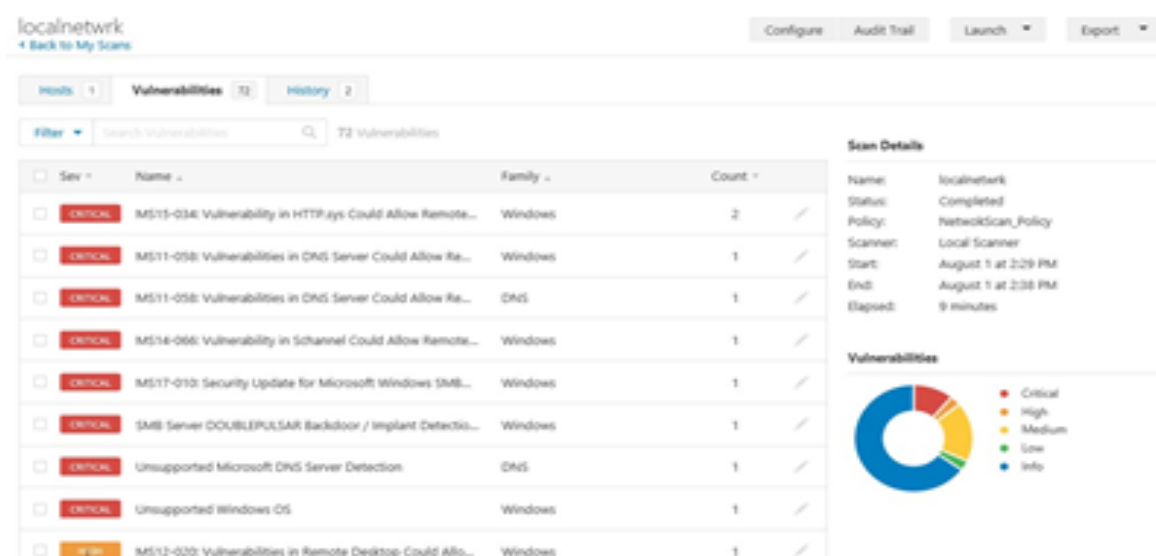 localnetwrk
Back to My Scans
Configure
Audit Trail
Launch
Export
Hosts 1
Vulnerabilities 72
History 2
Filter
Search Vulnerabilities
72 Vulnerabilities
Sev
Name
Family
Count
CRITICAL MS15-034: Vulnerability in HTTP.sys Could Allow Remote... Windows 2
CRITICAL MS11-058: Vulnerabilities in DNS Server Could Allow Re... Windows 1
CRITICAL MS11-058: Vulnerabilities in DNS Server Could Allow Re... DNS 1
CRITICAL MS14-066: Vulnerability in Schannel Could Allow Remote... Windows 1
CRITICAL MS17-010: Security Update for Microsoft Windows SMB... Windows 1
CRITICAL SMB Server DOUBLEPULSAR Backdoor / Implant Detectio... Windows 1
CRITICAL Unsupported Microsoft DNS Server Detection DNS 1
CRITICAL Unsupported Windows OS Windows 1
HIGH MS12-020: Vulnerabilities in Remote Desktop Could Allo... Windows 1
Scan Details
Name: localnetwrk
Status: Completed
Policy: NetwokScan_Policy
Scanner: Local Scanner
Start: August 1 at 2:29 PM
End: August 1 at 2:38 PM
Elapsed: 9 minutes
Vulnerabilities
Critical
High
Medium
Low
Info